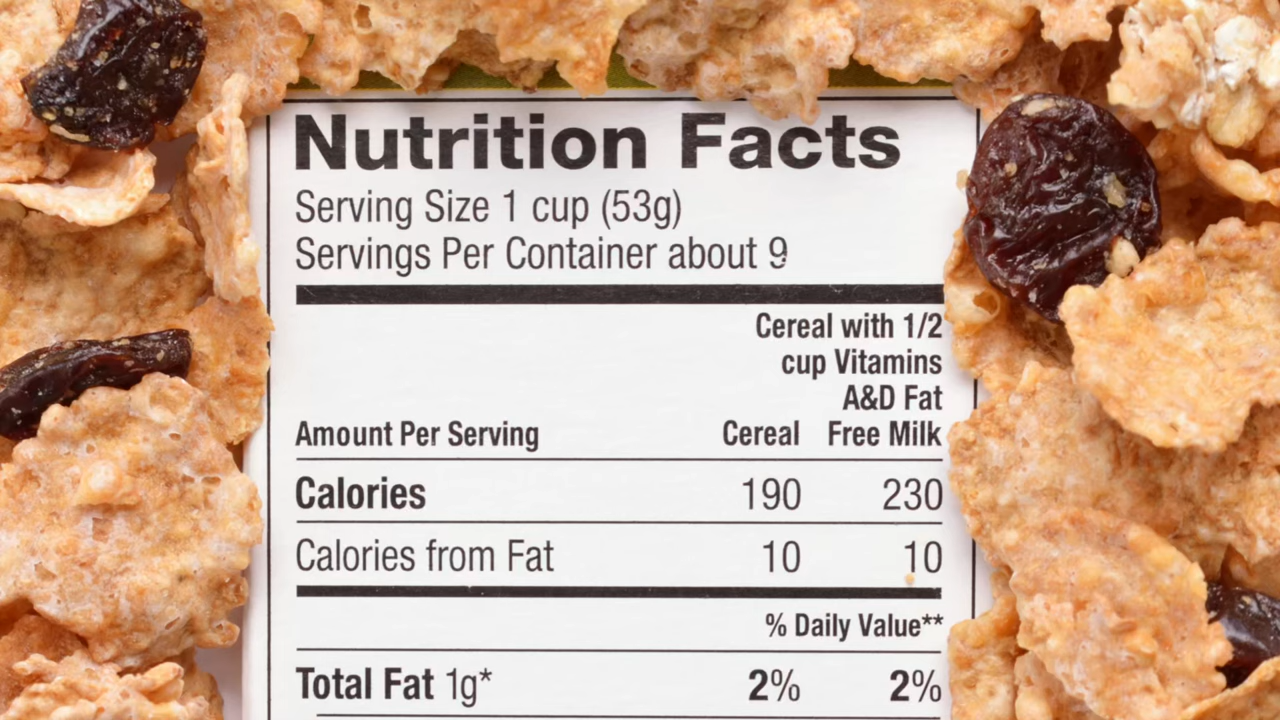 Nutrition Facts
Serving Size 1 cup (53g)
Servings Per Container about 9
Cereal with 1/2
cup Vitamins
A&D Fat
Amount Per Serving Cereal Free Milk
Calories 190 230
Calories from Fat 10 10
% Daily Value**
Total Fat 1g* 2% 2%